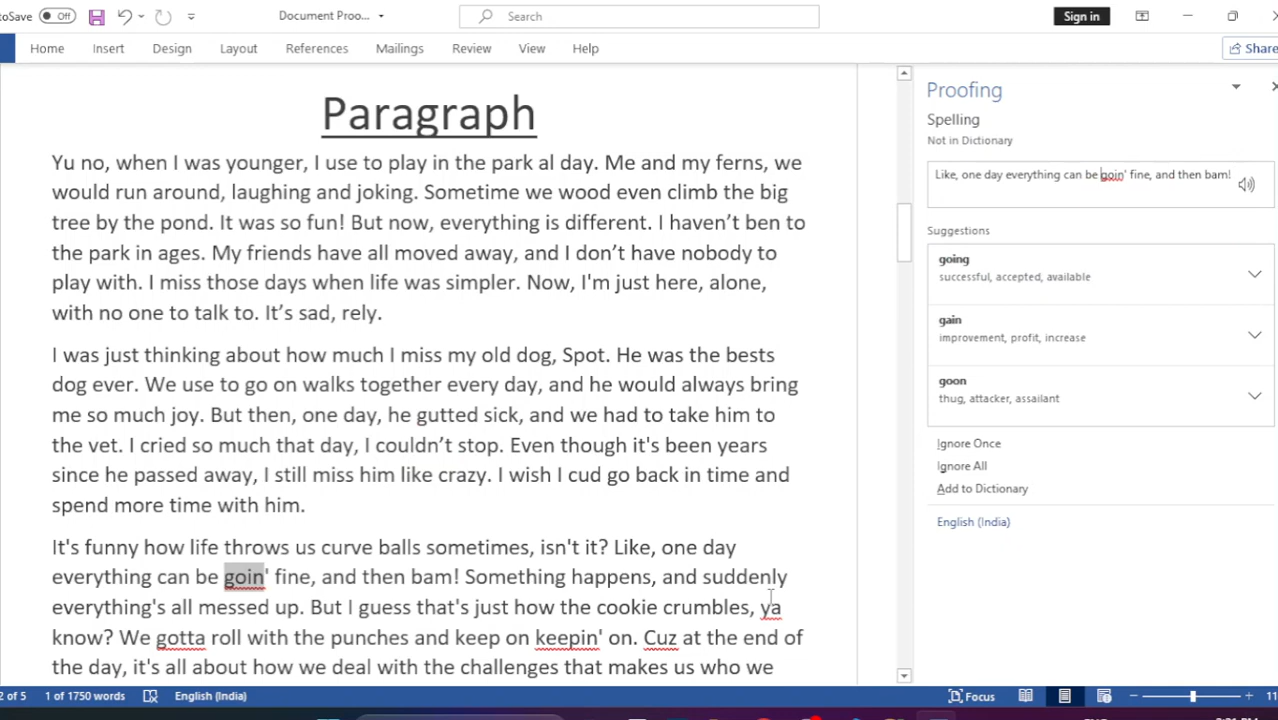 toSave Off Document Proo... Search Sign in
Home Insert Design Layout References Mailings Review View Help Share
Paragraph
Yu no, when I was younger, I use to play in the park al day. Me and my ferns, we
would run around, laughing and joking. Sometime we wood even climb the big
tree by the pond. It was so fun! But now, everything is different. I haven’t ben to
the park in ages. My friends have all moved away, and I don’t have nobody to
play with. I miss those days when life was simpler. Now, I'm just here, alone,
with no one to talk to. It’s sad, rely.
I was just thinking about how much I miss my old dog, Spot. He was the bests
dog ever. We use to go on walks together every day, and he would always bring
me so much joy. But then, one day, he gutted sick, and we had to take him to
the vet. I cried so much that day, I couldn’t stop. Even though it's been years
since he passed away, I still miss him like crazy. I wish I cud go back in time and
spend more time with him.
It's funny how life throws us curve balls sometimes, isn't it? Like, one day
everything can be goin' fine, and then bam! Something happens, and suddenly
everything's all messed up. But I guess that's just how the cookie crumbles, ya
know? We gotta roll with the punches and keep on keepin' on. Cuz at the end of
the day, it's all about how we deal with the challenges that makes us who we
Proofing
Spelling
Not in Dictionary
Like, one day everything can be goin' fine, and then bam!
Suggestions
going
successful, accepted, available
gain
improvement, profit, increase
goon
thug, attacker, assailant
Ignore Once
Ignore All
Add to Dictionary
English (India)
2 of 5 1 of 1750 words English (India) Focus 11